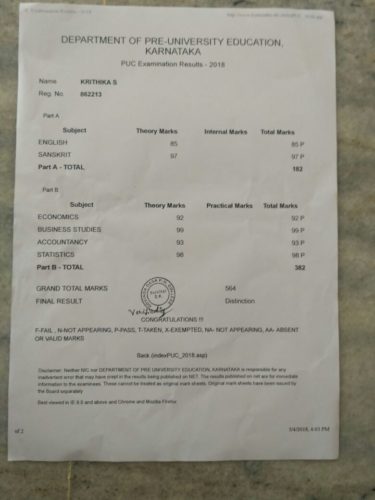 DEPARTMENT OF PRE-UNIVERSITY EDUCATION,
KARNATAKA
PUC Examination Results - 2018
Name KRITHIKA S
Reg. No. 862213
Part A
Subject Theory Marks Internal Marks Total Marks
ENGLISH 85 85 P
SANSKRIT 97 97 P
Part A - TOTAL 182
Part B
Subject Theory Marks Practical Marks Total Marks
ECONOMICS 92 92 P
BUSINESS STUDIES 99 99 P
ACCOUNTANCY 93 93 P
STATISTICS 98 98 P
Part B - TOTAL 382
GRAND TOTAL MARKS 564
FINAL RESULT Distinction
Verified
CONGRATULATIONS !!!
F-FAIL , N-NOT APPEARING, P-PASS, T-TAKEN, X-EXEMPTED, NA- NOT APPEARING, AA- ABSENT
OR VALID MARKS
Back (indexPUC_2018.asp)
Disclaimer: Neither NIC nor DEPARTMENT OF PRE UNIVERSITY EDUCATION, KARNATAKA is responsible for any
inadvertent error that may have crept in the results being published on NET. The results published on net are for immediate
information to the examinees. These cannot be treated as original mark sheets. Original mark sheets have been issued by
the Board separately
Best viewed in IE 9.0 and above and Chrome and Mozilla Firefox
of 2 5/4/2018, 4:03 PM